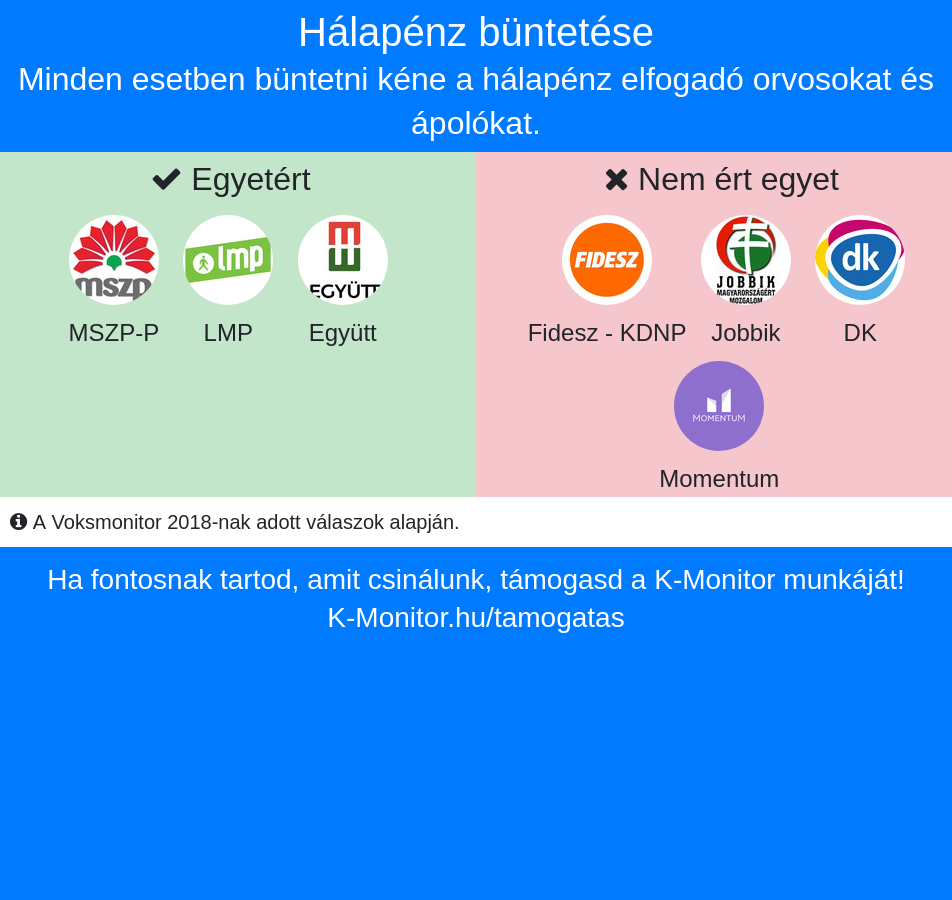 Hálapénz büntetése
Minden esetben büntetni kéne a hálapénz elfogadó orvosokat és
ápolókat.
Egyetért
Nem ért egyet
mszp
lmp
EGYÜTT
FIDESZ
JOBBIK
MAGYARORSZÁGÉRT
MOZGALOM
dk
MSZP-P
LMP
Együtt
Fidesz - KDNP
Jobbik
DK
MOMENTUM
Momentum
A Voksmonitor 2018-nak adott válaszok alapján.
Ha fontosnak tartod, amit csinálunk, támogasd a K-Monitor munkáját!
K-Monitor.hu/tamogatas